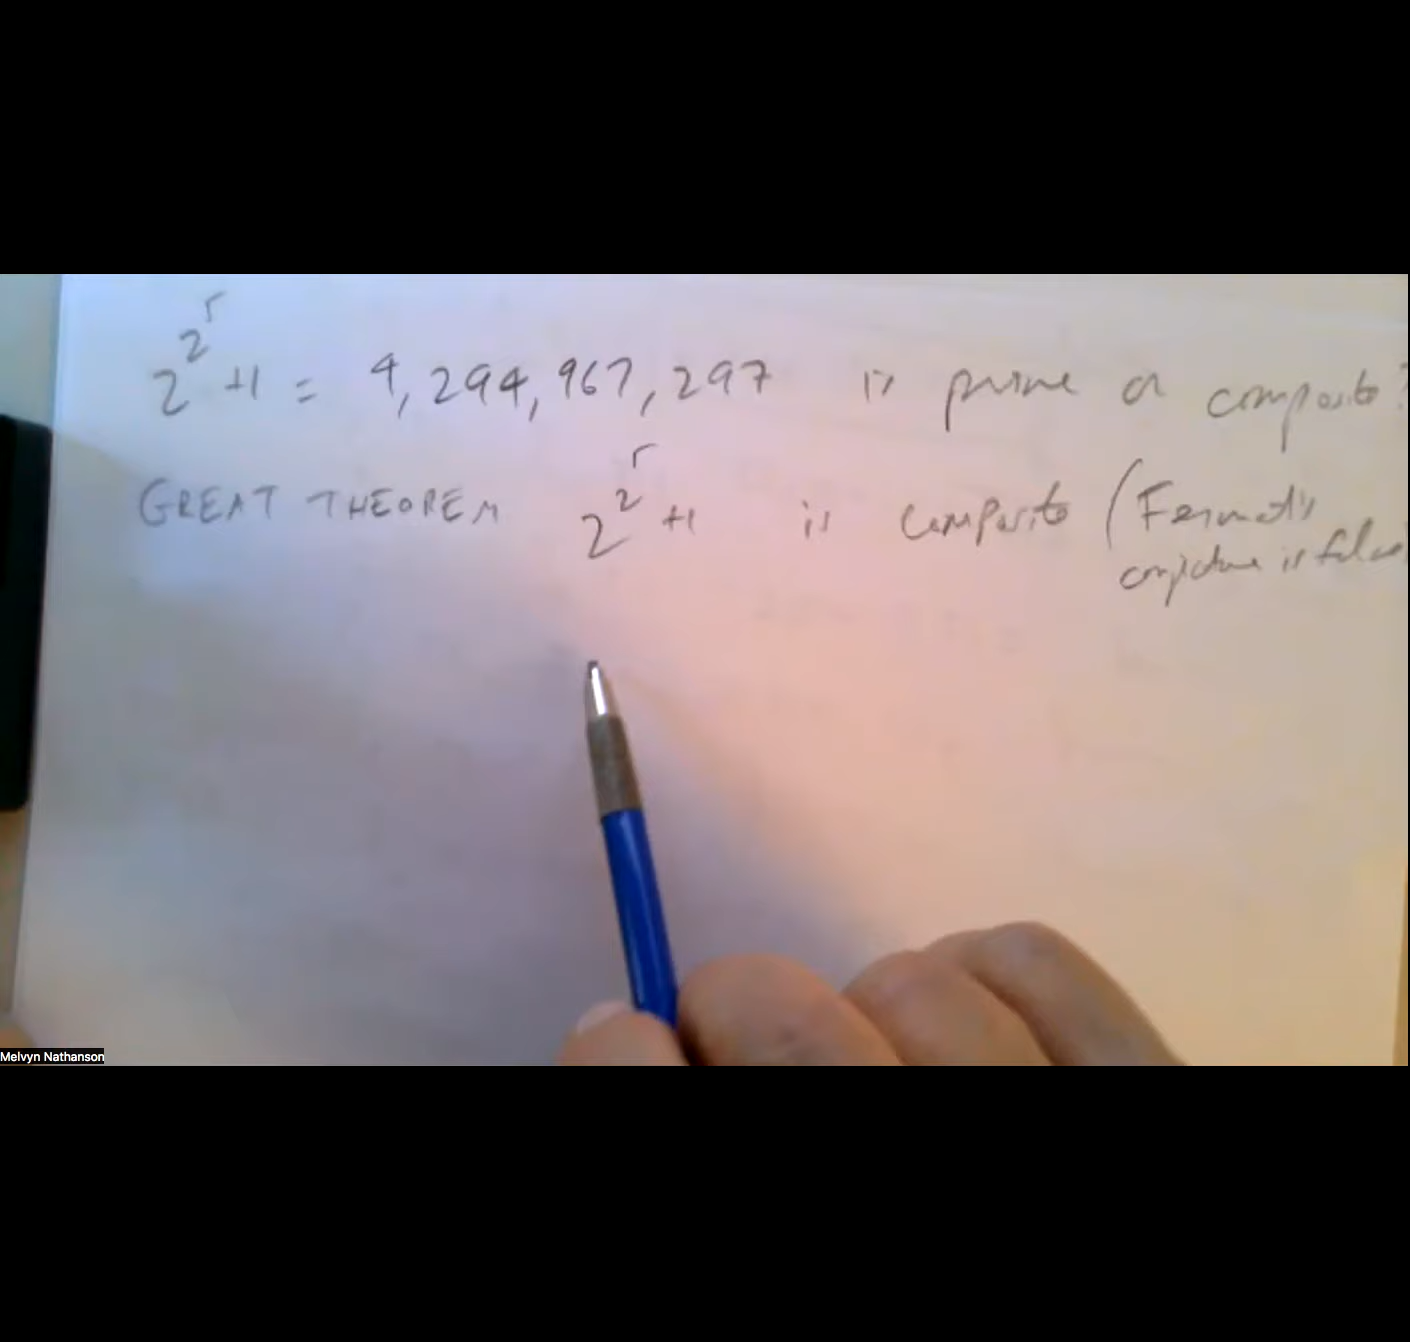 2^2^5 +1 = 4,294,967,297 is prime or composite?
GREAT THEOREM 2^2^5 +1 is composite (Fermat's
conjecture is false
Melvyn Nathanson